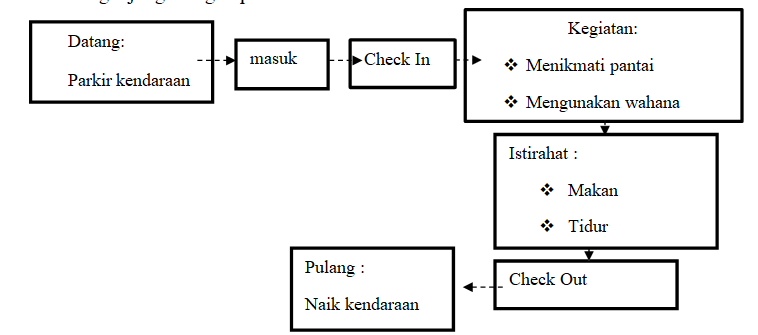 Datang:
Parkir kendaraan
masuk
Check In
Kegiatan:
❖ Menikmati pantai
❖ Mengunakan wahana
Istirahat :
❖ Makan
❖ Tidur
Check Out
Pulang :
Naik kendaraan